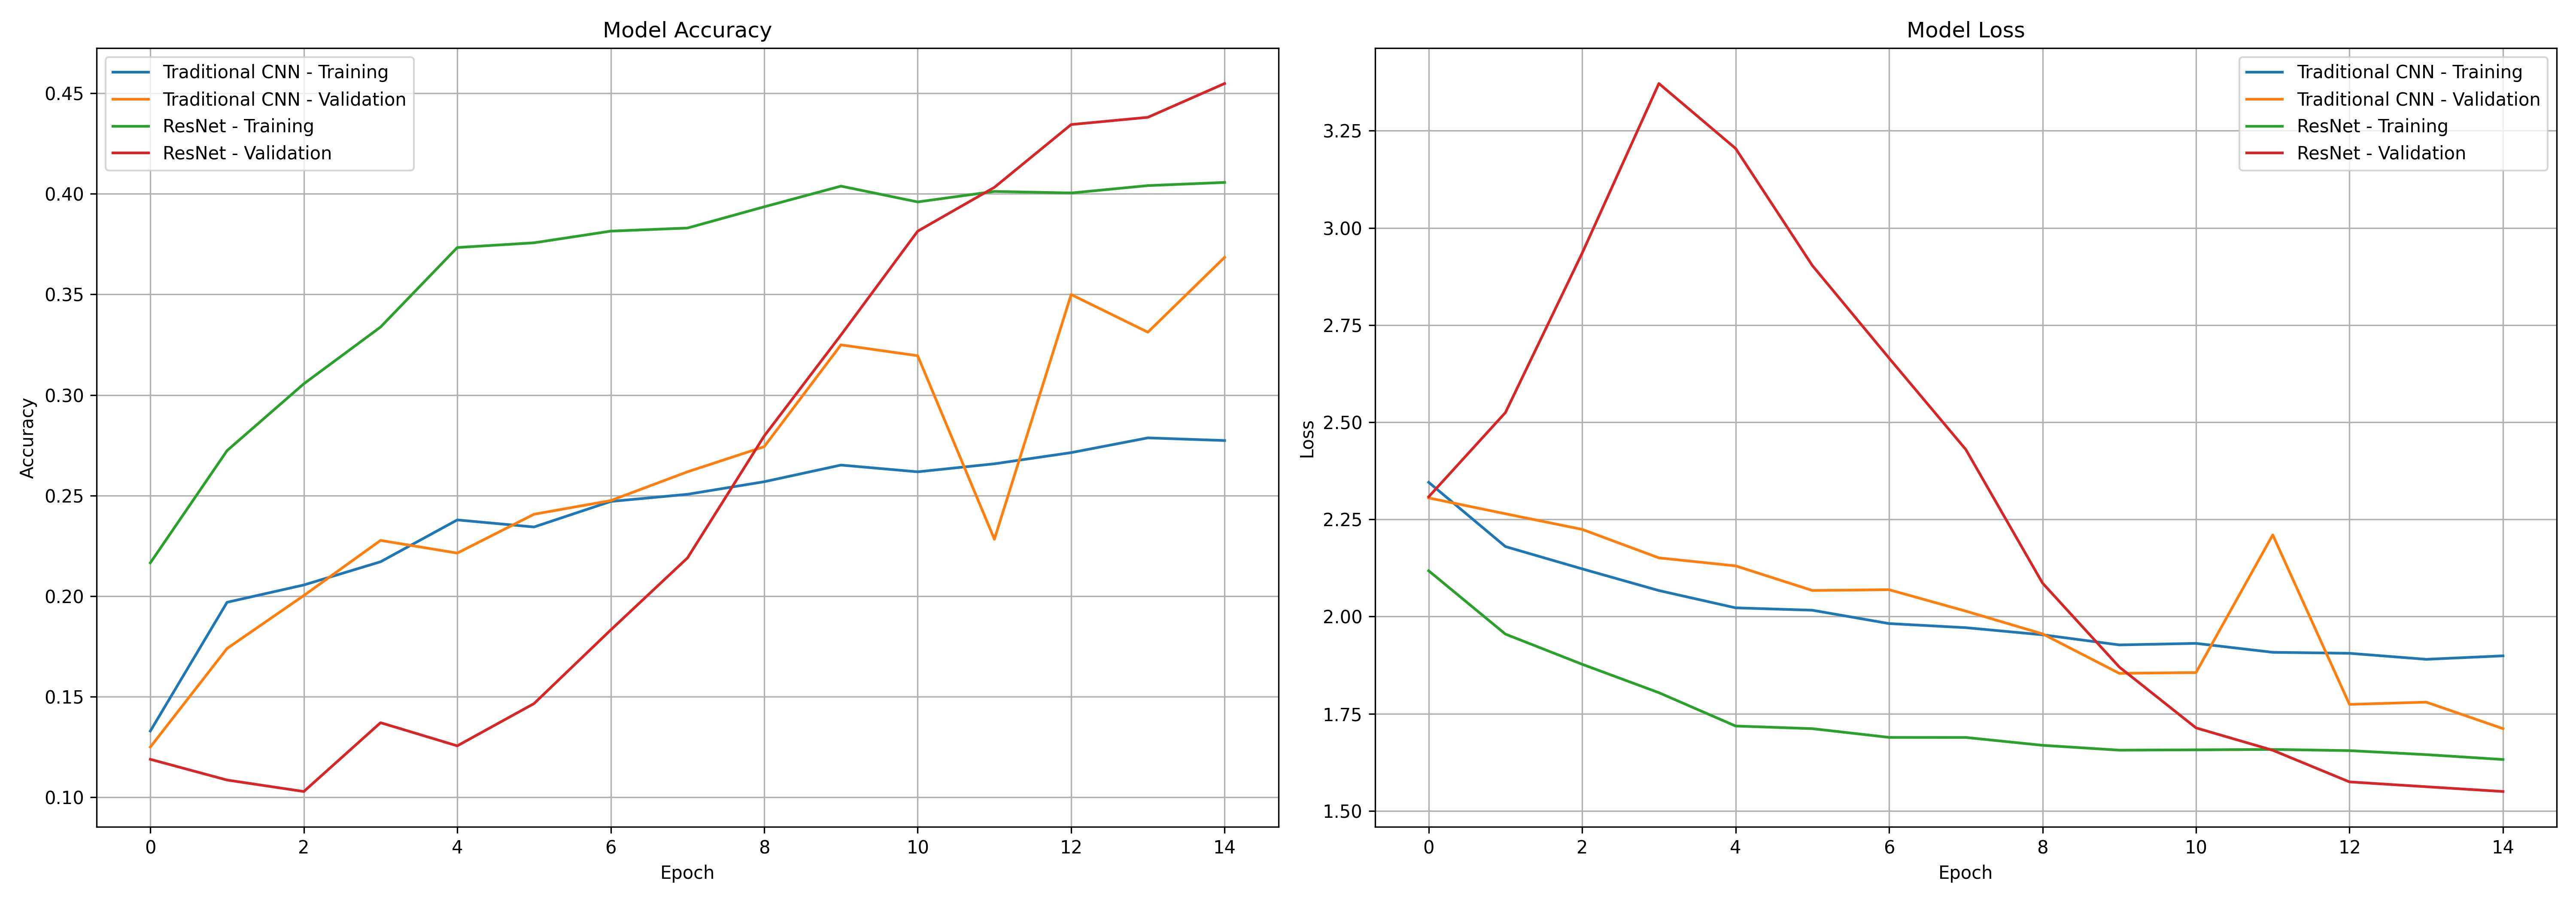 Model Accuracy
Traditional CNN - Training
Traditional CNN - Validation
ResNet - Training
ResNet - Validation
0.45
0.40
0.35
0.30
0.25
0.20
0.15
0.10
Accuracy
0 2 4 6 8 10 12 14
Epoch
Model Loss
Traditional CNN - Training
Traditional CNN - Validation
ResNet - Training
ResNet - Validation
3.25
3.00
2.75
2.50
2.25
2.00
1.75
1.50
Loss
0 2 4 6 8 10 12 14
Epoch